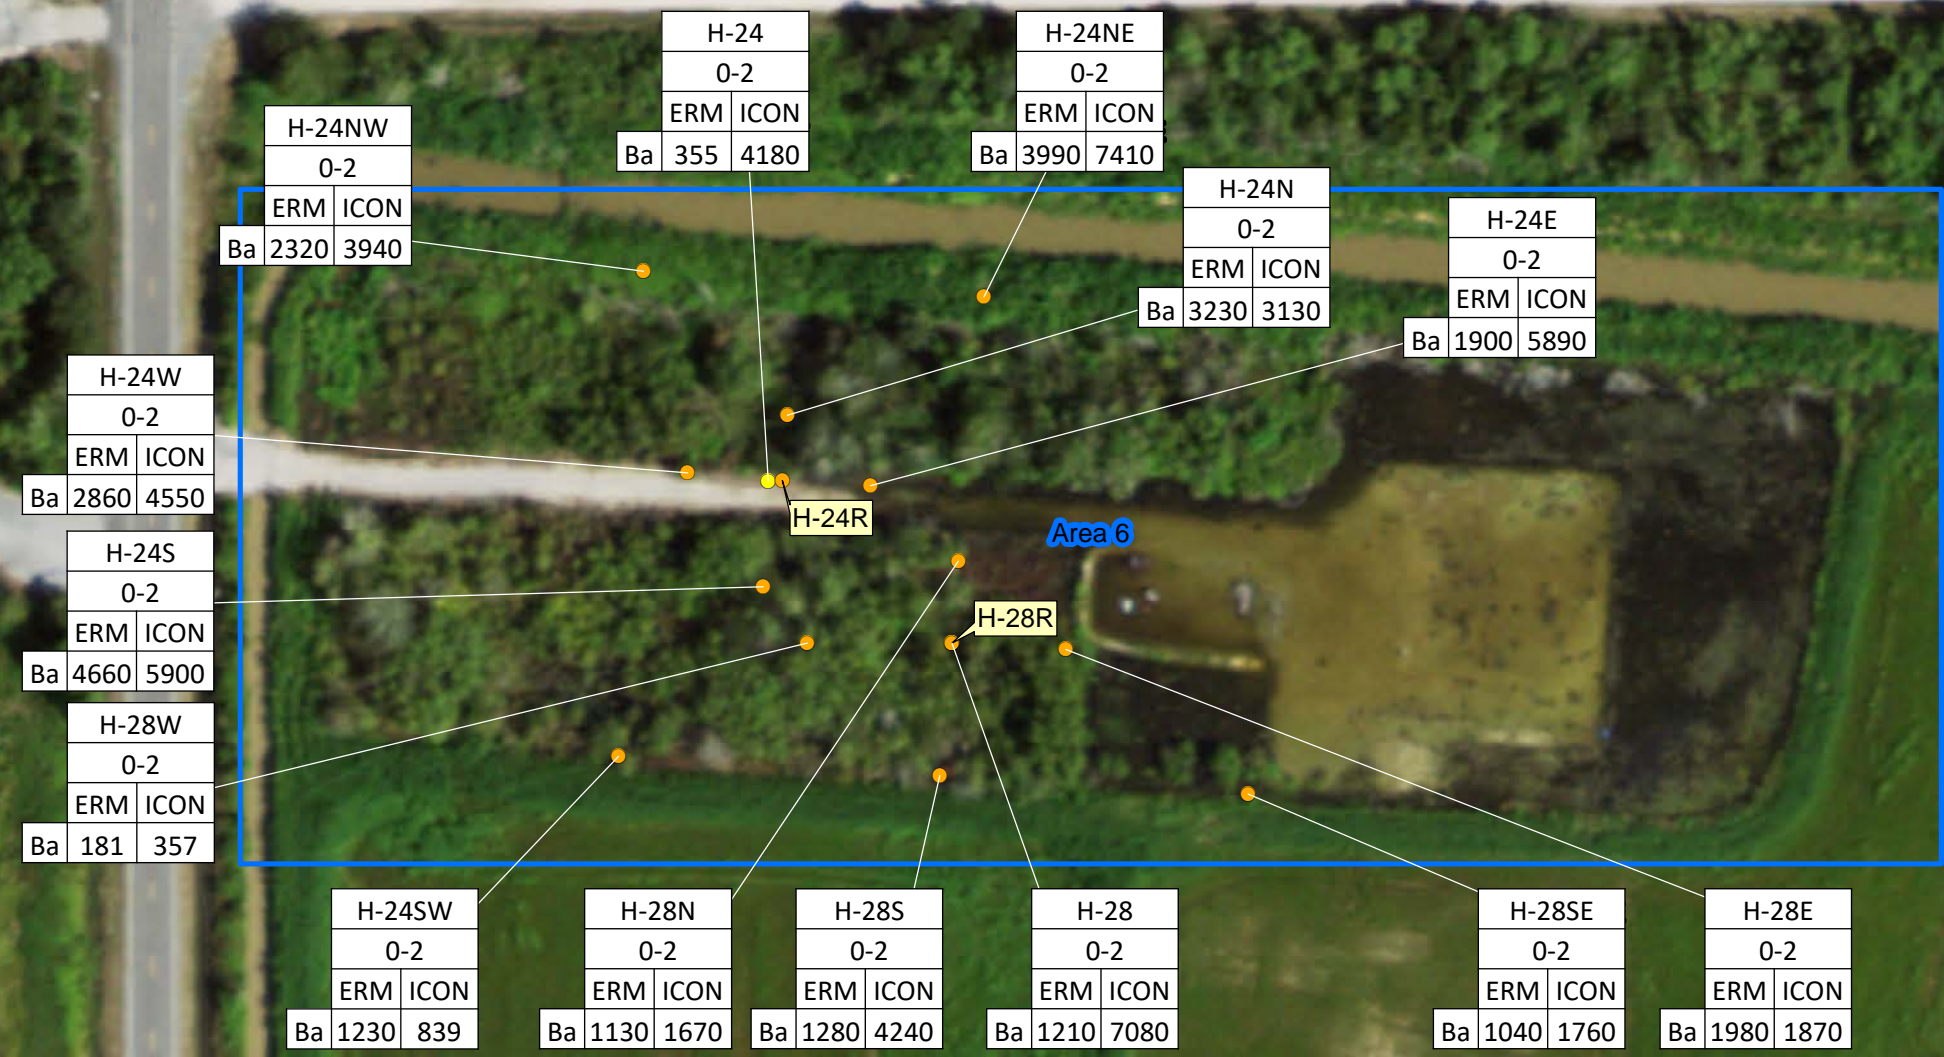 H-24
0-2
ERM ICON
Ba 355 4180
H-24NE
0-2
ERM ICON
Ba 3990 7410
H-24NW
0-2
ERM ICON
Ba 2320 3940
H-24N
0-2
ERM ICON
Ba 3230 3130
H-24E
0-2
ERM ICON
Ba 1900 5890
H-24W
0-2
ERM ICON
Ba 2860 4550
H-24R
Area 6
H-24S
0-2
ERM ICON
Ba 4660 5900
H-28R
H-28W
0-2
ERM ICON
Ba 181 357
H-24SW
0-2
ERM ICON
Ba 1230 839
H-28N
0-2
ERM ICON
Ba 1130 1670
H-28S
0-2
ERM ICON
Ba 1280 4240
H-28
0-2
ERM ICON
Ba 1210 7080
H-28SE
0-2
ERM ICON
Ba 1040 1760
H-28E
0-2
ERM ICON
Ba 1980 1870